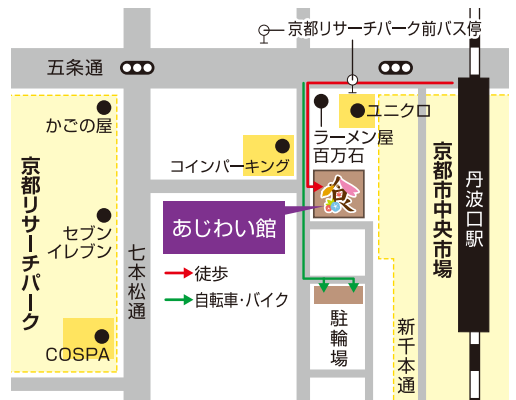 京都リサーチパーク前バス停
五条通
かごの屋
ユニクロ
ラーメン屋
百万石
コインパーキング
京都リサーチパーク
セブン
イレブン
あじわい館
食
京都市中央市場
丹波口駅
七本松通
徒歩
自転車・バイク
駐輪場
新千本通
COSPA